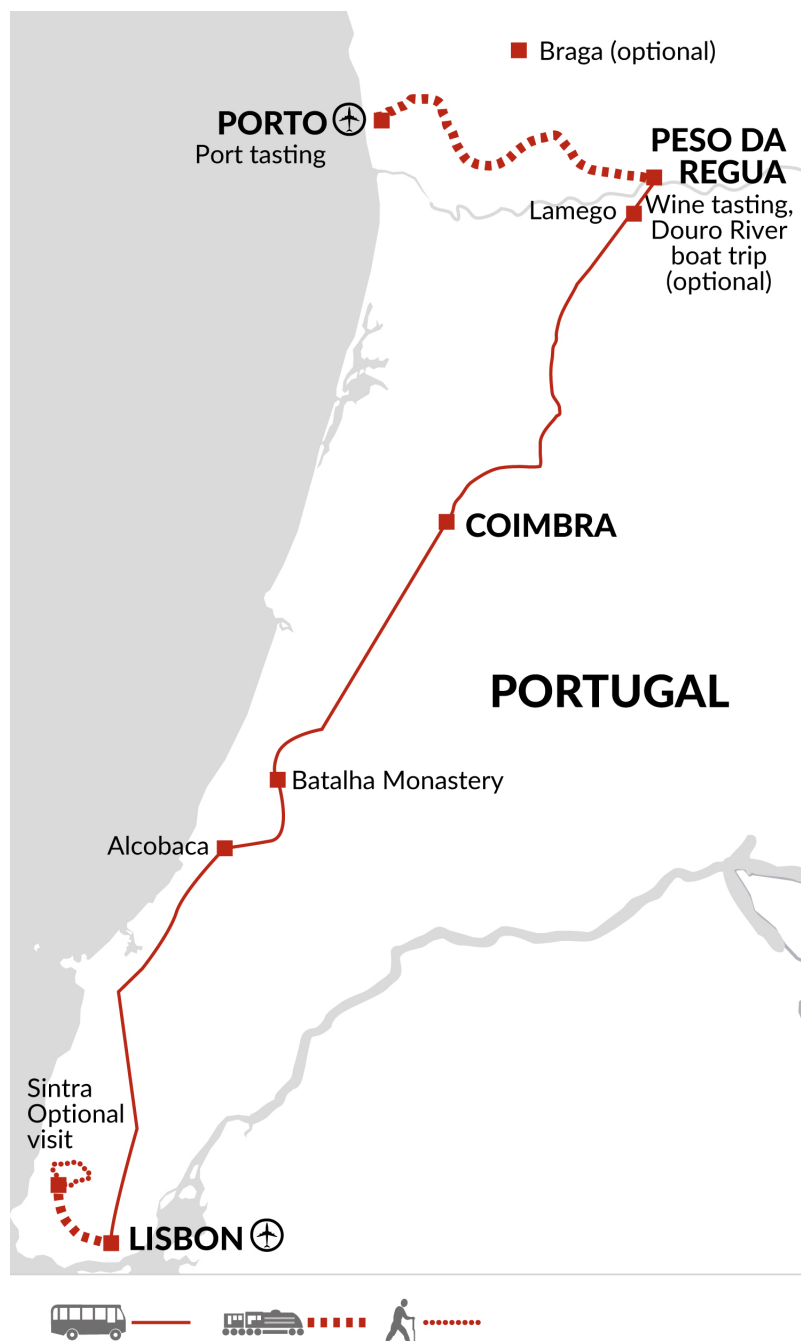 Braga (optional)
PORTO
Port tasting
PESO DA
REGUA
Lamego
Wine tasting,
Douro River
boat trip
(optional)
COIMBRA
PORTUGAL
Batalha Monastery
Alcobaca
Sintra
Optional
visit
LISBON